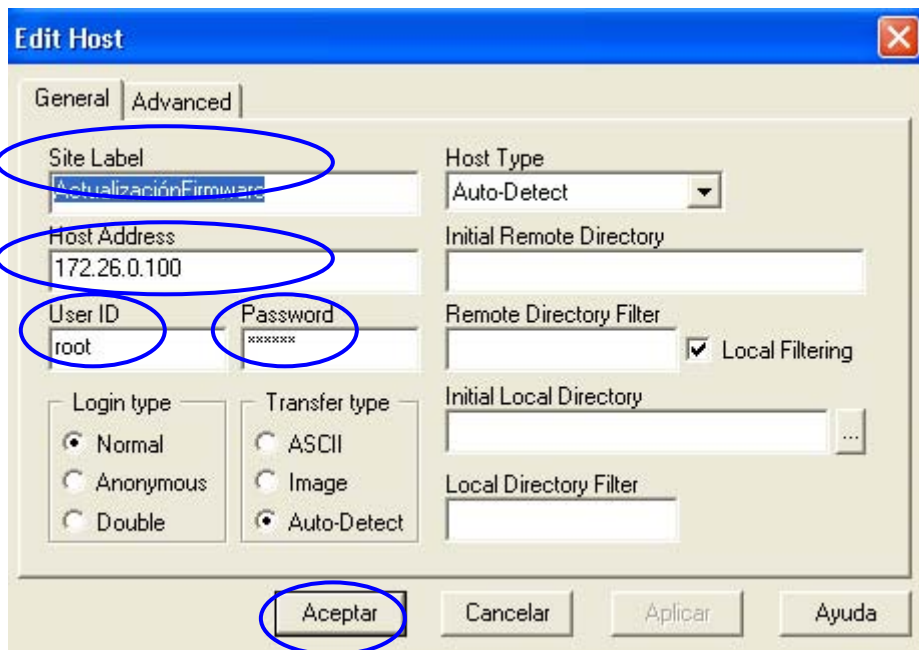 Edit Host
General Advanced
Site Label
ActualizaciónFirmware
Host Address
172.26.0.100
User ID Password
root ******
Login type
Normal
Anonymous
Double
Transfer type
ASCII
Image
Auto-Detect
Host Type
Auto-Detect
Initial Remote Directory
Remote Directory Filter
Local Filtering
Initial Local Directory
...
Local Directory Filter
Aceptar Cancelar Aplicar Ayuda